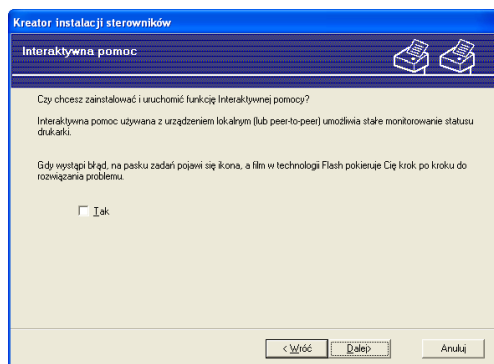 Kreator instalacji sterowników
Interaktywna pomoc
Czy chcesz zainstalować i uruchomić funkcję Interaktywnej pomocy?
Interaktywna pomoc używana z urządzeniem lokalnym (lub peer-to-peer) umożliwia stałe monitorowanie statusu
drukarki.
Gdy wystąpi błąd, na pasku zadań pojawi się ikona, a film w technologii Flash pokieruje Cię krok po kroku do
rozwiązania problemu.
Tak
< Wróć
Dalej>
Anuluj